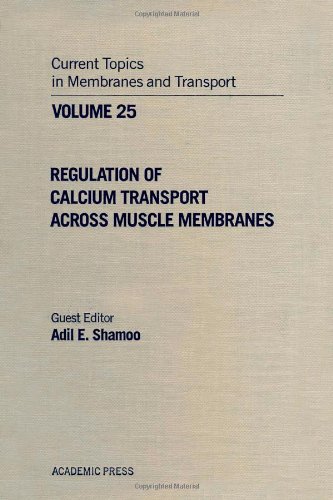 Current Topics
in Membranes and Transport
VOLUME 25
REGULATION OF
CALCIUM TRANSPORT
ACROSS MUSCLE MEMBRANES
Guest Editor
Adil E. Shamoo
ACADEMIC PRESS